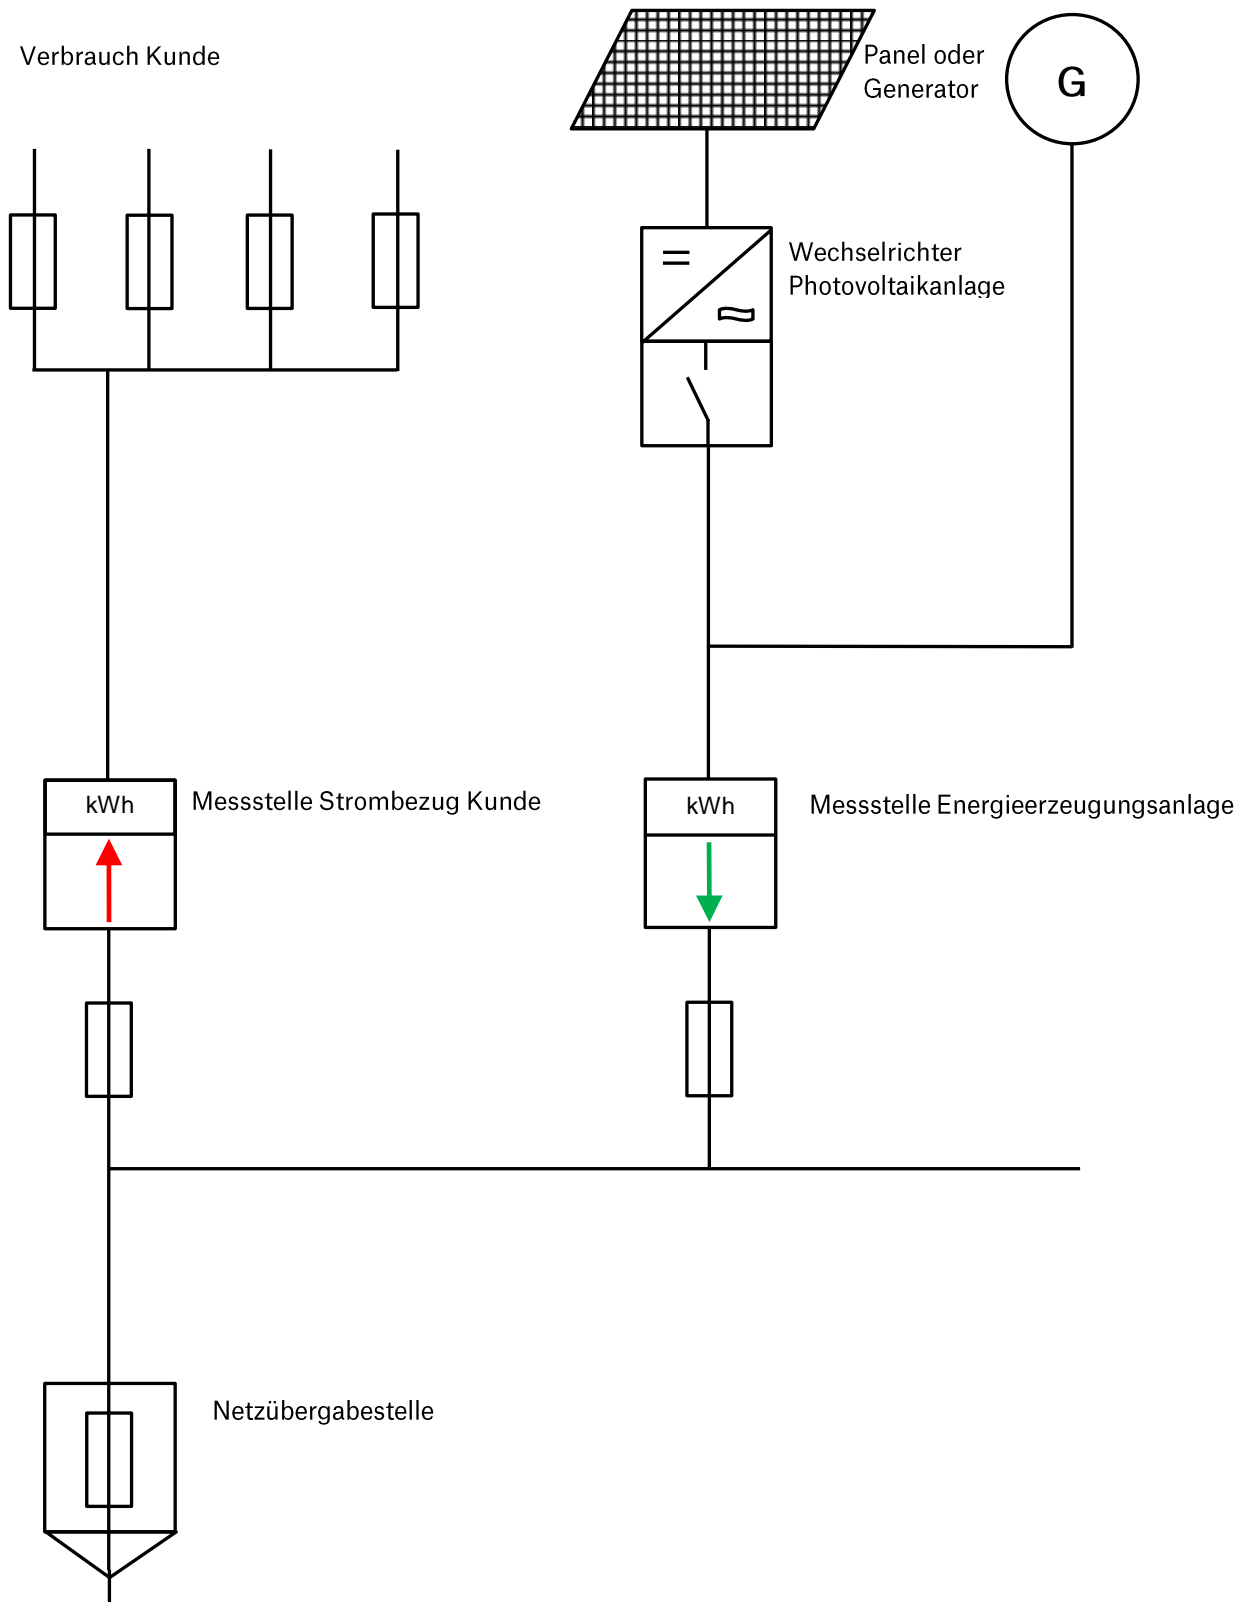 Verbrauch Kunde
Panel oder
Generator
G
Wechselrichter
Photovoltaikanlage
kWh
Messstelle Strombezug Kunde
kWh
Messstelle Energieerzeugungsanlage
Netzübergabestelle